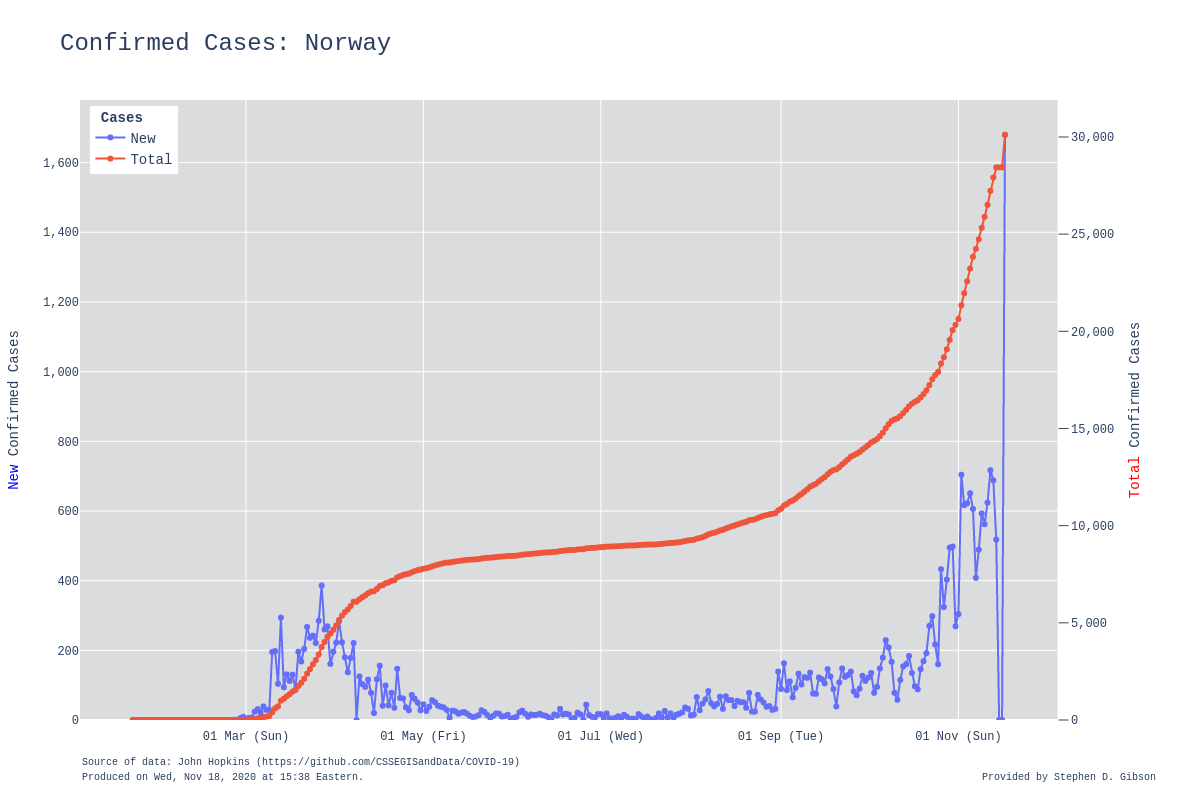 Confirmed Cases: Norway
Cases
New
Total
1,600
1,400
1,200
1,000
800
600
400
200
0
New Confirmed Cases
30,000
25,000
20,000
15,000
10,000
5,000
0
Total Confirmed Cases
01 Mar (Sun) 01 May (Fri) 01 Jul (Wed) 01 Sep (Tue) 01 Nov (Sun)
Source of data: John Hopkins (https://github.com/CSSEGISandData/COVID-19)
Produced on Wed, Nov 18, 2020 at 15:38 Eastern.
Provided by Stephen D. Gibson